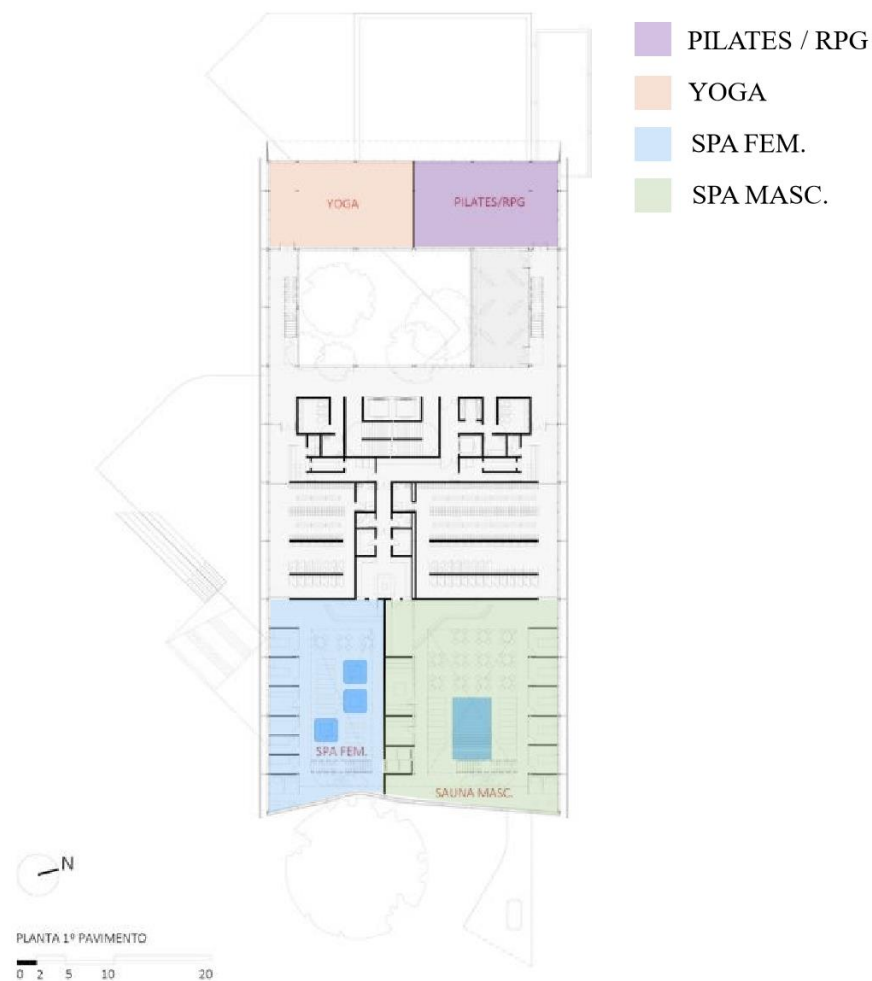 PILATES / RPG
YOGA
SPA FEM.
SPA MASC.
YOGA
PILATES/RPG
SPA FEM.
SAUNA MASC.
N
PLANTA 1º PAVIMENTO
0 2 5 10 20